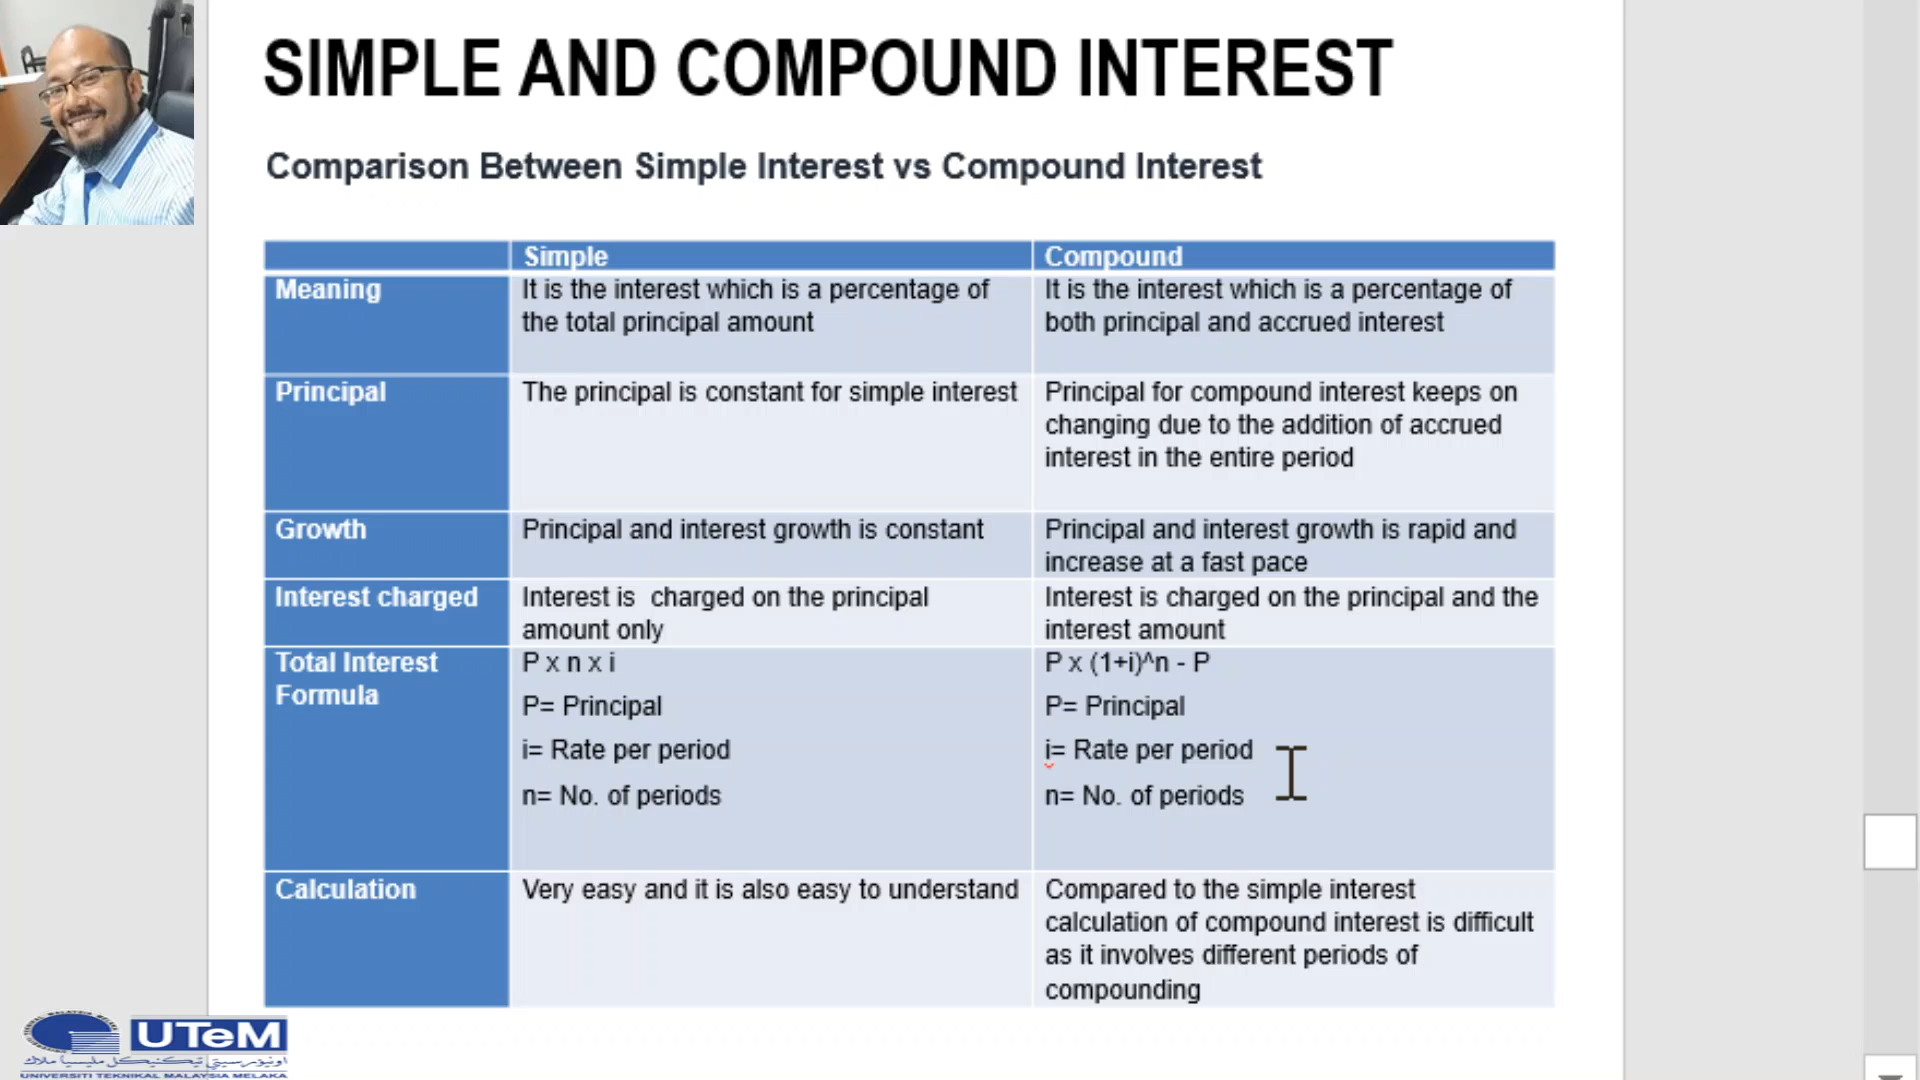 SIMPLE AND COMPOUND INTEREST
Comparison Between Simple Interest vs Compound Interest
Simple
Compound
Meaning
It is the interest which is a percentage of
the total principal amount
It is the interest which is a percentage of
both principal and accrued interest
Principal
The principal is constant for simple interest
Principal for compound interest keeps on
changing due to the addition of accrued
interest in the entire period
Growth
Principal and interest growth is constant
Principal and interest growth is rapid and
increase at a fast pace
Interest charged
Interest is  charged on the principal
amount only
Interest is charged on the principal and the
interest amount
Total Interest
Formula
P x n x i
P= Principal
i= Rate per period
n= No. of periods
P x (1+i)^n - P
P= Principal
i= Rate per period
n= No. of periods
Calculation
Very easy and it is also easy to understand
Compared to the simple interest
calculation of compound interest is difficult
as it involves different periods of
compounding
UTeM
اونيۏرسيتي تيكنيكل مليسيا ملاك
UNIVERSITI TEKNIKAL MALAYSIA MELAKA